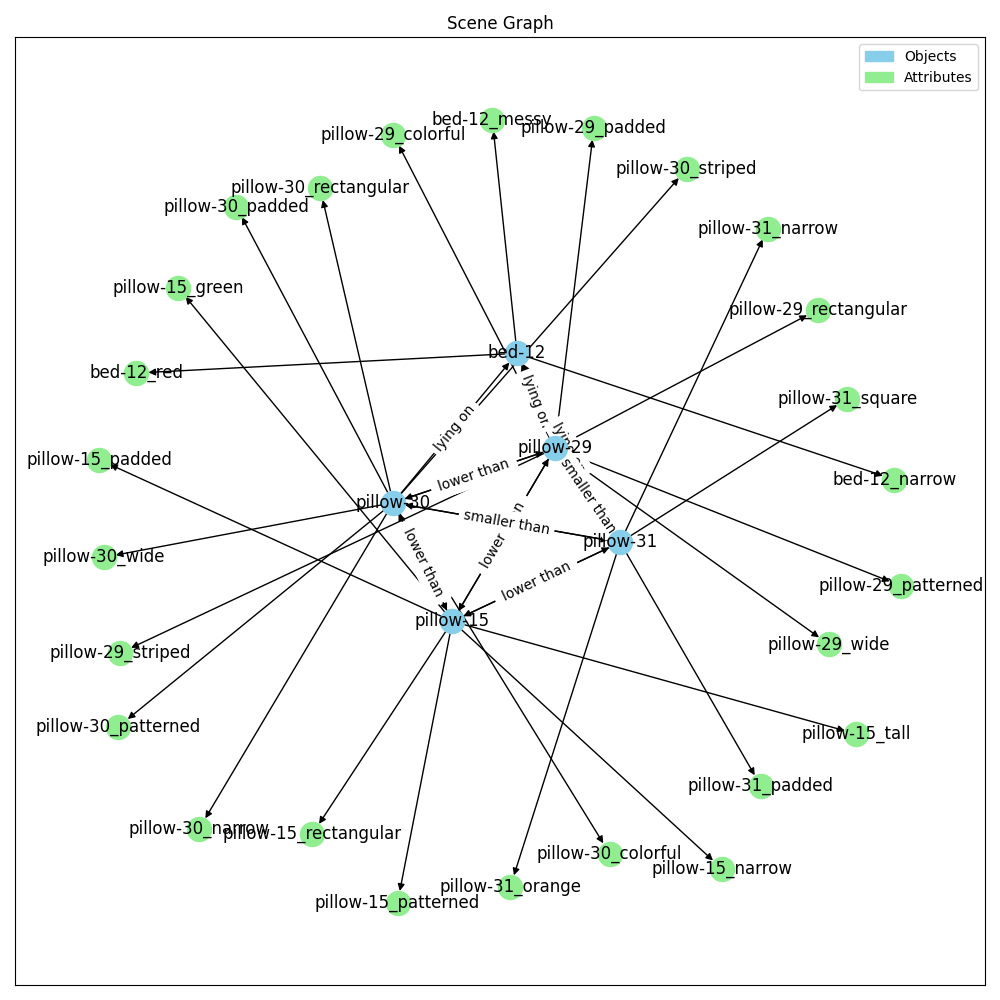 Scene Graph
Objects
Attributes
bed-12_messy
pillow-29_padded
pillow-29_colorful
pillow-30_striped
pillow-30_rectangular
pillow-30_padded
pillow-31_narrow
pillow-15_green
pillow-29_rectangular
bed-12
bed-12_red
lying on
pillow-31_square
lying on
pillow-29
pillow-15_padded
lower than
smaller than
bed-12_narrow
pillow-30
smaller than
pillow-31
pillow-30_wide
lower than
lower
lower than
pillow-29_patterned
pillow-15
pillow-29_wide
pillow-29_striped
pillow-30_patterned
pillow-15_tall
pillow-31_padded
pillow-30_narrow
pillow-15_rectangular
pillow-30_colorful
pillow-15_narrow
pillow-31_orange
pillow-15_patterned